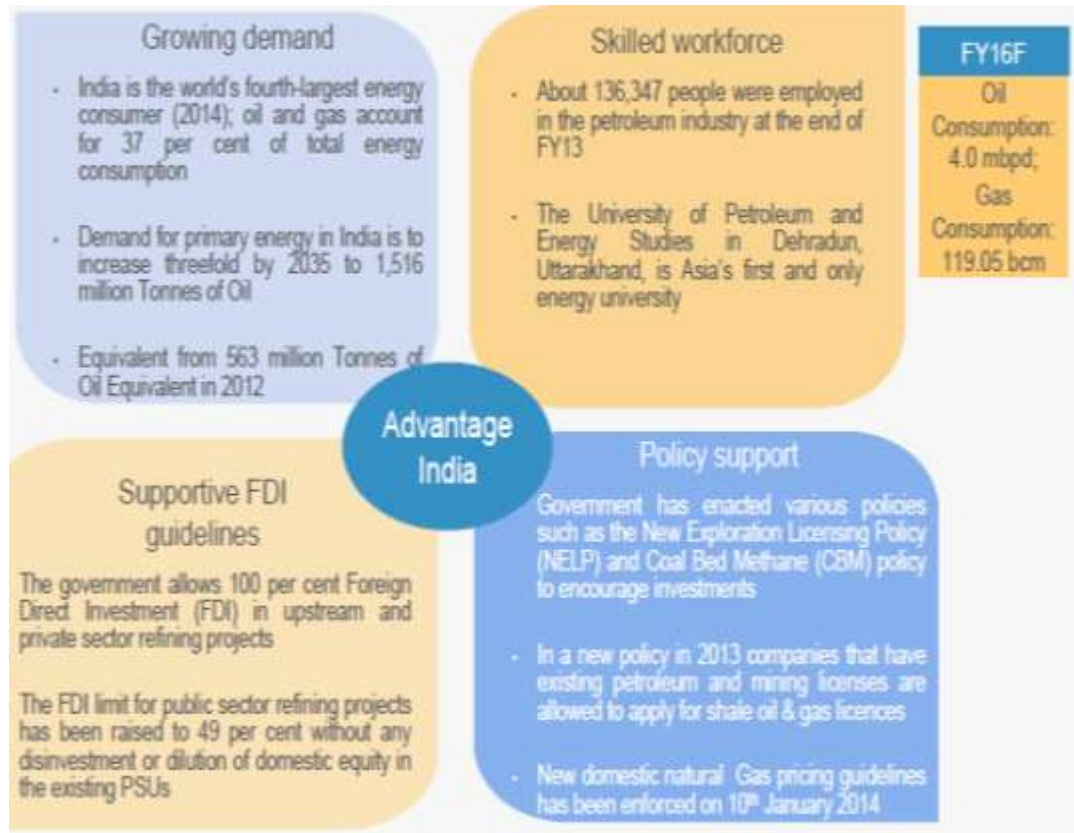 Growing demand
- India is the world's fourth-largest energy
consumer (2014); oil and gas account
for 37 per cent of total energy
consumption
- Demand for primary energy in India is to
increase threefold by 2035 to 1,516
million Tonnes of Oil
- Equivalent from 563 million Tonnes of
Oil Equivalent in 2012
Skilled workforce
- About 136,347 people were employed
in the petroleum industry at the end of
FY13
- The University of Petroleum and
Energy Studies in Dehradun,
Uttarakhand, is Asia's first and only
energy university
FY16F
Oil
Consumption:
4.0 mbpd;
Gas
Consumption:
119.05 bcm
Advantage
India
Supportive FDI
guidelines
The government allows 100 per cent Foreign
Direct Investment (FDI) in upstream and
private sector refining projects
The FDI limit for public sector refining projects
has been raised to 49 per cent without any
disinvestment or dilution of domestic equity in
the existing PSUs
Policy support
Government has enacted various policies
such as the New Exploration Licensing Policy
(NELP) and Coal Bed Methane (CBM) policy
to encourage investments
- In a new policy in 2013 companies that have
existing petroleum and mining licenses are
allowed to apply for shale oil & gas licences
- New domestic natural Gas pricing guidelines
has been enforced on 10th January 2014